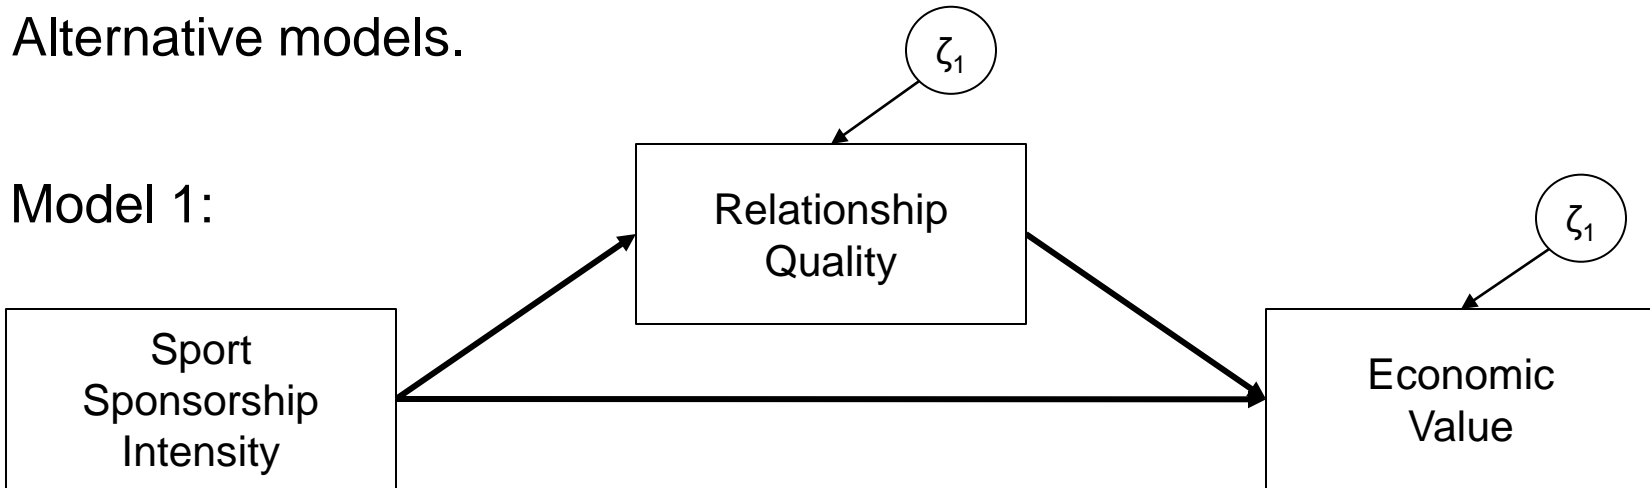 Alternative models.
ζ₁
Model 1:
Relationship
Quality
ζ₁
Sport
Sponsorship
Intensity
Economic
Value